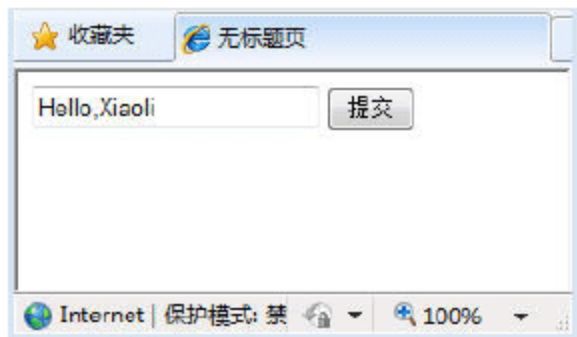 收藏夹 无标题页
Hello,Xiaoli 提交
Internet | 保护模式: 禁 100%